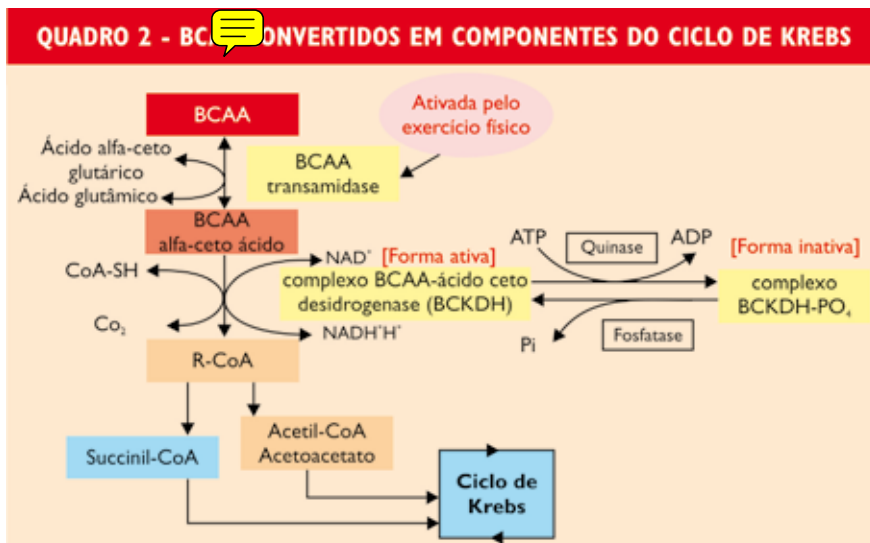 QUADRO 2 - BCA ONVERTIDOS EM COMPONENTES DO CICLO DE KREBS
BCAA
Ativada pelo
exercício físico
Ácido alfa-ceto
glutárico
Ácido glutâmico
BCAA
transamidase
BCAA
alfa-ceto ácido
CoA-SH
Co₂
NAD⁺
[Forma ativa]
complexo BCAA-ácido ceto
desidrogenase (BCKDH)
NADH⁺H⁺
ATP
Quinase
ADP
[Forma inativa]
complexo
BCKDH-PO₄
Pi
Fosfatase
R-CoA
Succinil-CoA
Acetil-CoA
Acetoacetato
Ciclo de
Krebs